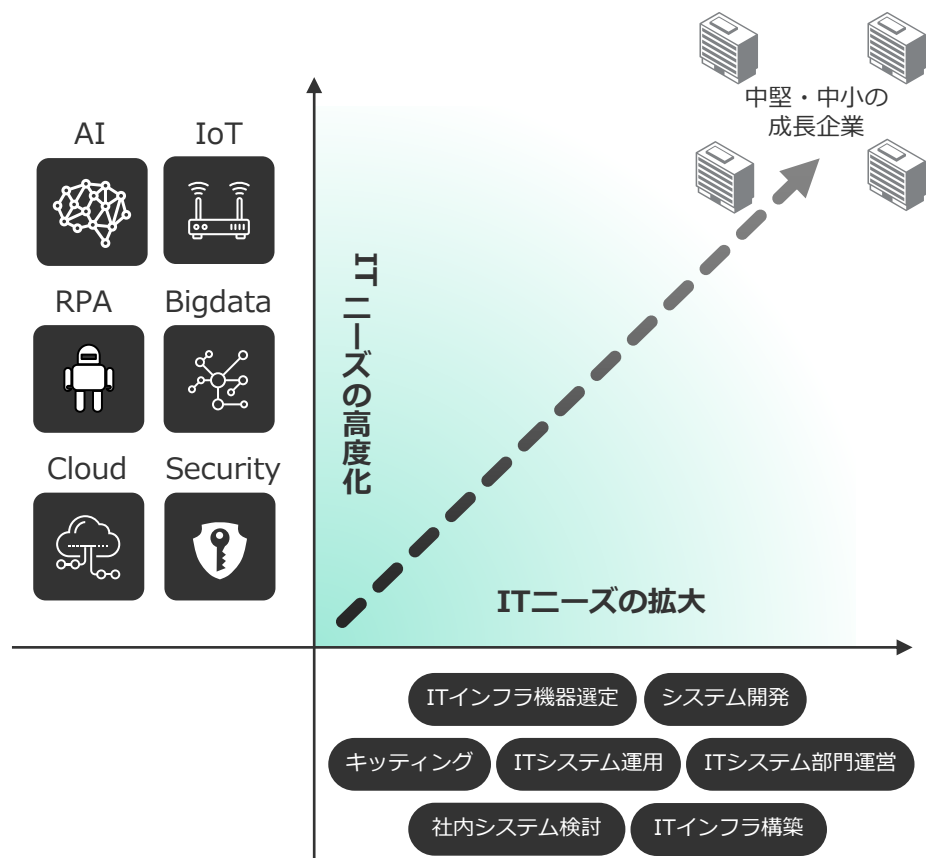 中堅・中小の
成長企業
AI
IoT
RPA
Bigdata
Cloud
Security
ITニーズの高度化
ITニーズの拡大
ITインフラ機器選定
システム開発
キッティング
ITシステム運用
ITシステム部門運営
社内システム検討
ITインフラ構築